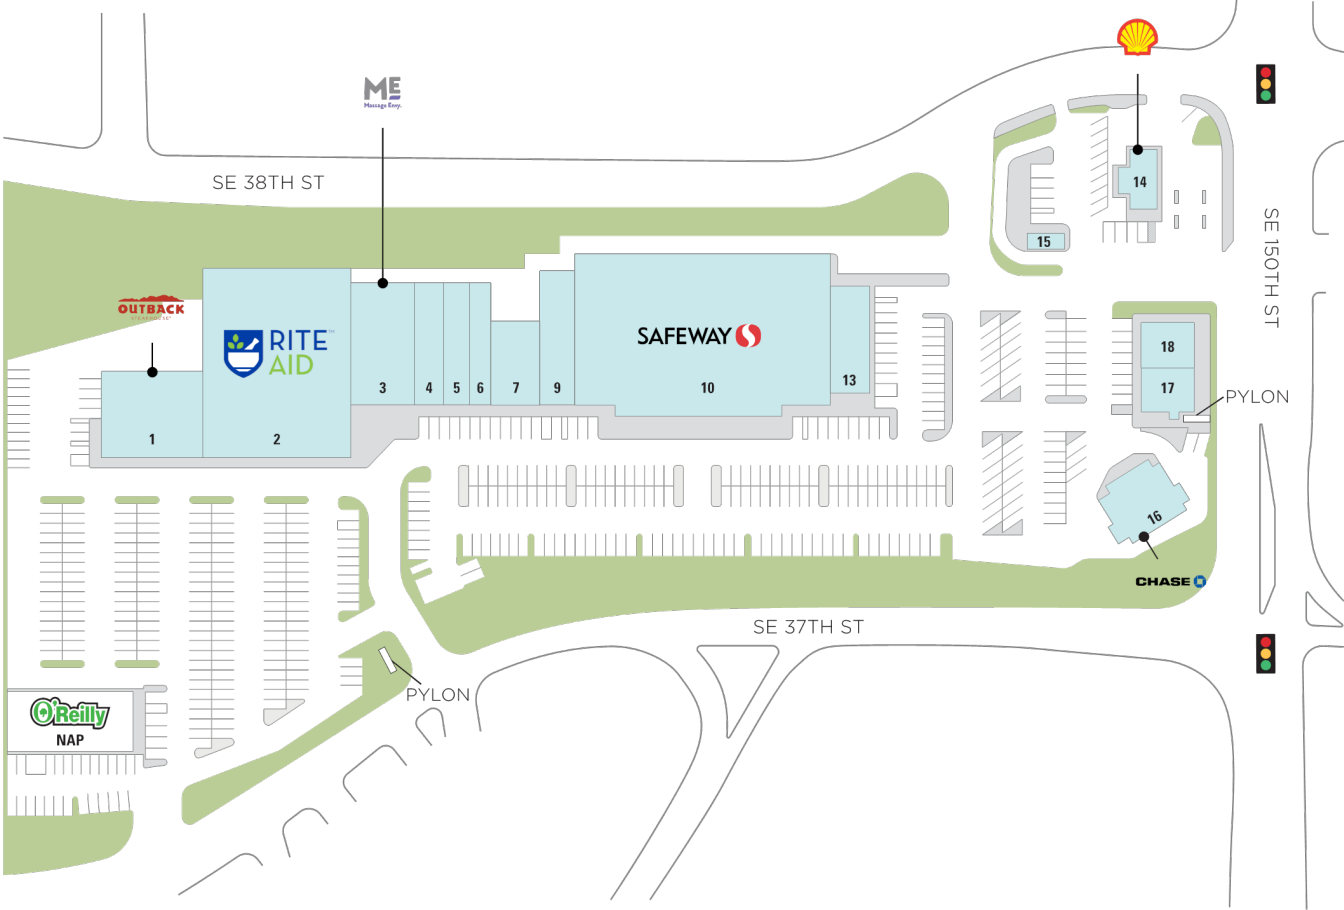 ME
Massage Envy.
SE 38TH ST
14
15
SE 150TH ST
OUTBACK
STEAKHOUSE®
RITE
AID
™
SAFEWAY
1
2
3
4
5
6
7
9
10
13
18
17
PYLON
16
CHASE
SE 37TH ST
PYLON
O'Reilly
NAP